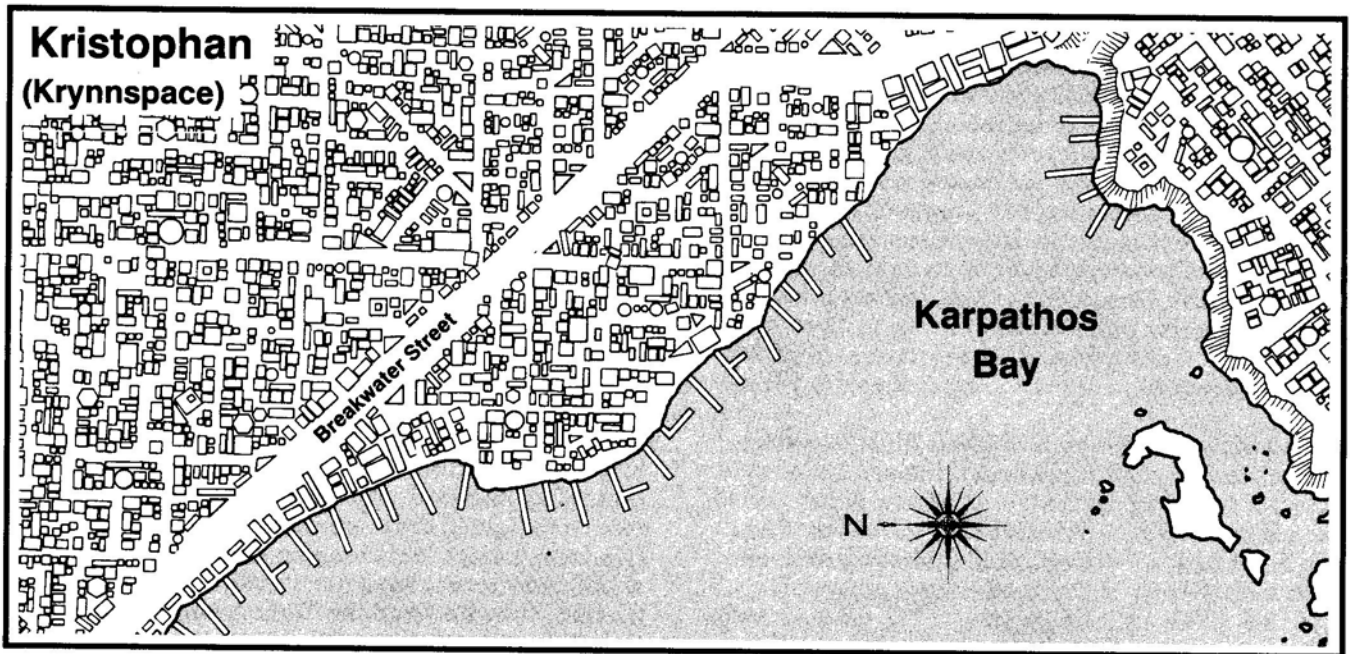 Kristophan
(Krynnspace)
Breakwater Street
Karpathos
Bay
N